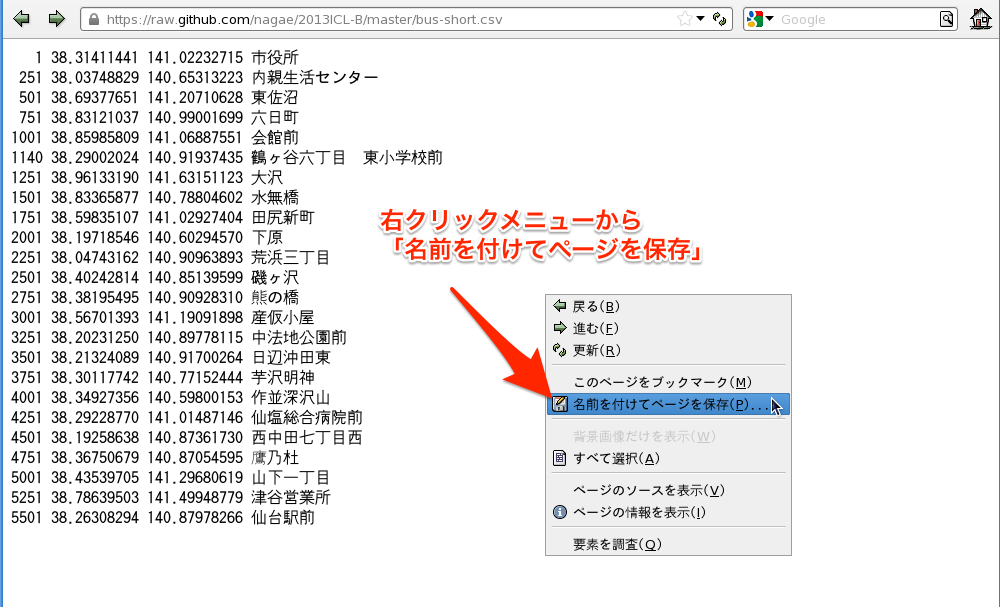 https://raw.github.com/nagae/2013ICL-B/master/bus-short.csv
Google
1 38.31411441 141.02232715 市役所
251 38.03748829 140.65313223 内親生活センター
501 38.69377651 141.20710628 東佐沼
751 38.83121037 140.99001699 六日町
1001 38.85985809 141.06887551 会館前
1140 38.29002024 140.91937435 鶴ヶ谷六丁目　東小学校前
1251 38.96133190 141.63151123 大沢
1501 38.83365877 140.78804602 水無橋
1751 38.59835107 141.02927404 田尻新町
2001 38.19718546 140.60294570 下原
2251 38.04743162 140.90963893 荒浜三丁目
2501 38.40242814 140.85139599 磯ヶ沢
2751 38.38195495 140.90928310 熊の橋
3001 38.56701393 141.19091898 産仮小屋
3251 38.20231250 140.89778115 中法地公園前
3501 38.21324089 140.91700264 日辺沖田東
3751 38.30117742 140.77152444 芋沢明神
4001 38.34927356 140.59800153 作並深沢山
4251 38.29228770 141.01487146 仙塩総合病院前
4501 38.19258638 140.87361730 西中田七丁目西
4751 38.36750679 140.87054595 鷹乃杜
5001 38.43539705 141.29680619 山下一丁目
5251 38.78639503 141.49948779 津谷営業所
5501 38.26308294 140.87978266 仙台駅前
右クリックメニューから
「名前を付けてページを保存」
戻る(B)
進む(F)
更新(R)
このページをブックマーク(M)
名前を付けてページを保存(P)...
背景画像だけを表示(W)
すべて選択(A)
ページのソースを表示(V)
ページの情報を表示(I)
要素を調査(Q)